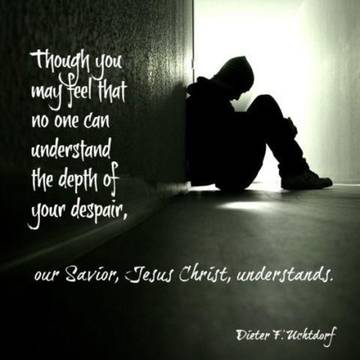 Though you
may feel that
no one can
understand
the depth of
your despair,
our Savior, Jesus Christ, understands.
Dieter F. Uchtdorf